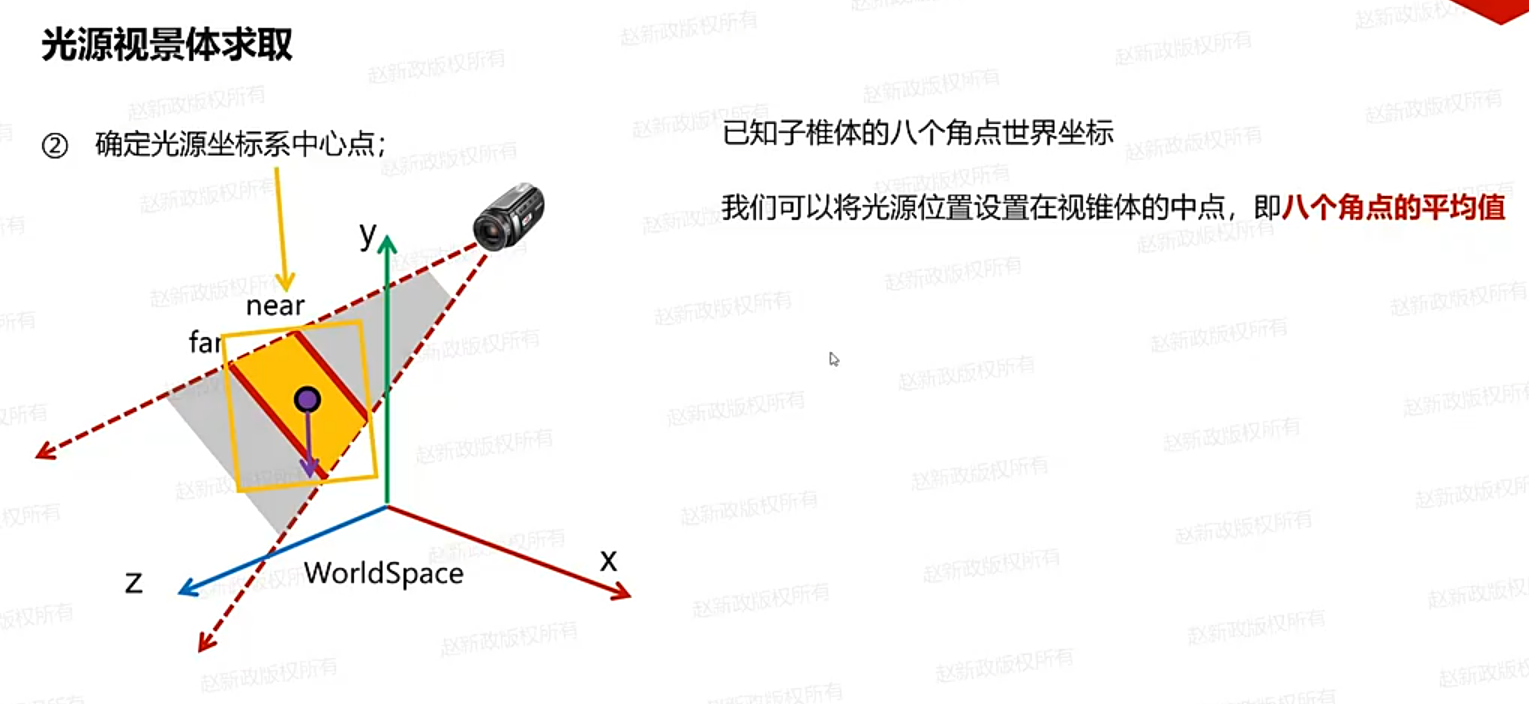 光源视景体求取
② 确定光源坐标系中心点；
已知子椎体的八个角点世界坐标
我们可以将光源位置设置在视锥体的中点，即八个角点的平均值
y
near
far
WorldSpace
x
z
赵新政版权所有